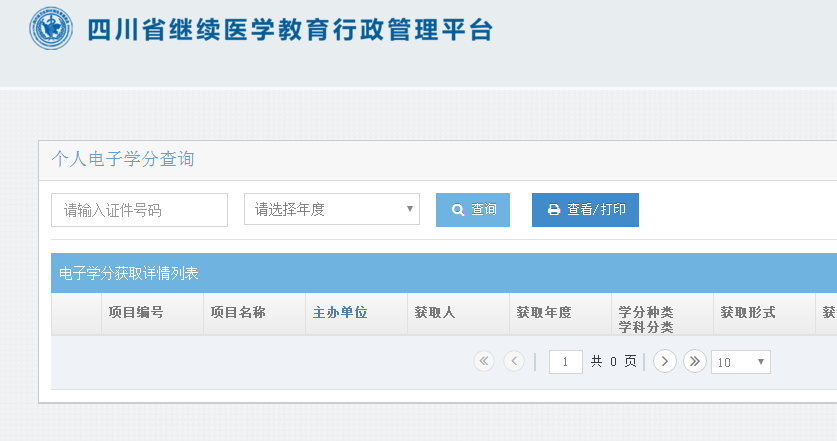 四川省继续医学教育行政管理平台
个人电子学分查询
请输入证件号码 请选择年度 查询 查看/打印
电子学分获取详情列表
项目编号 项目名称 主办单位 获取人 获取年度 学分种类 获取形式 获
学科分类
1 共 0 页 10